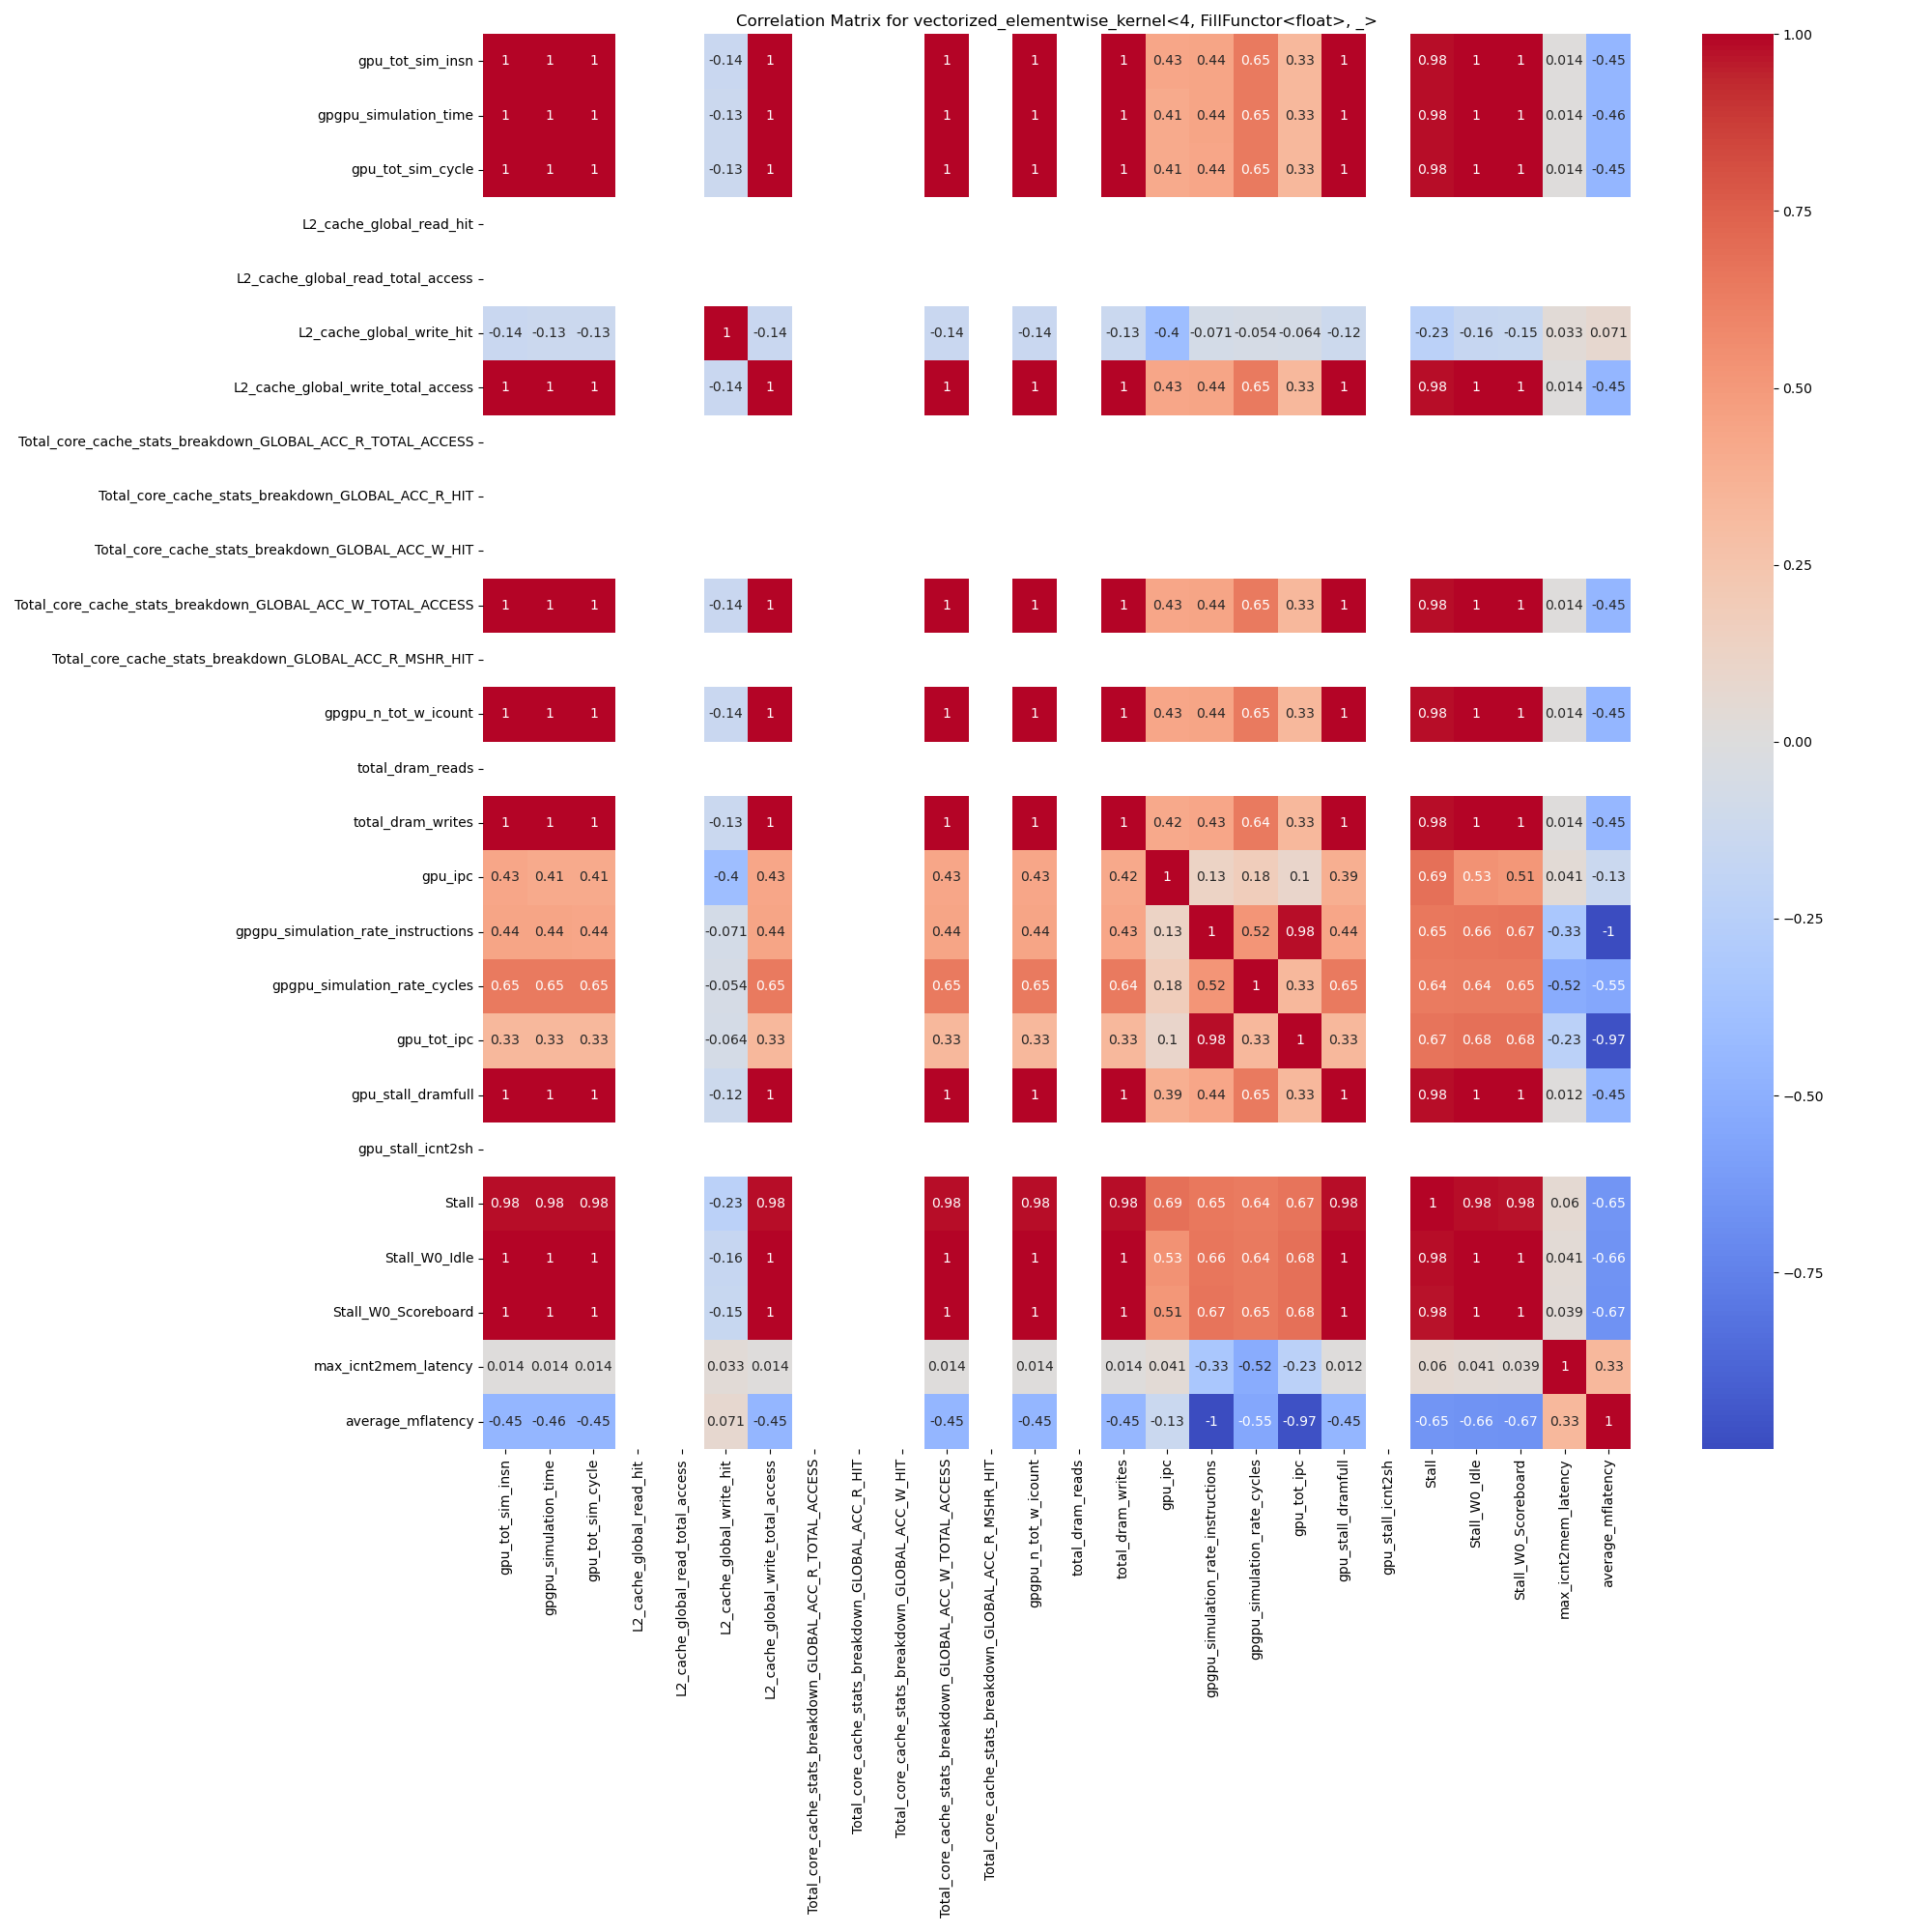 Correlation Matrix for vectorized_elementwise_kernel<4, FillFunctor<float>, _>
gpu_tot_sim_insn 1 1 1 -0.14 1 1 1 1 0.43 0.44 0.65 0.33 1 0.98 1 1 0.014 -0.45
gpgpu_simulation_time 1 1 1 -0.13 1 1 1 1 0.41 0.44 0.65 0.33 1 0.98 1 1 0.014 -0.46
gpu_tot_sim_cycle 1 1 1 -0.13 1 1 1 1 0.41 0.44 0.65 0.33 1 0.98 1 1 0.014 -0.45
L2_cache_global_read_hit
L2_cache_global_read_total_access
L2_cache_global_write_hit -0.14 -0.13 -0.13 1 -0.14 -0.14 -0.14 -0.13 -0.4 -0.071 -0.054 -0.064 -0.12 -0.23 -0.16 -0.15 0.033 0.071
L2_cache_global_write_total_access 1 1 1 -0.14 1 1 1 1 0.43 0.44 0.65 0.33 1 0.98 1 1 0.014 -0.45
Total_core_cache_stats_breakdown_GLOBAL_ACC_R_TOTAL_ACCESS
Total_core_cache_stats_breakdown_GLOBAL_ACC_R_HIT
Total_core_cache_stats_breakdown_GLOBAL_ACC_W_HIT
Total_core_cache_stats_breakdown_GLOBAL_ACC_W_TOTAL_ACCESS 1 1 1 -0.14 1 1 1 1 0.43 0.44 0.65 0.33 1 0.98 1 1 0.014 -0.45
Total_core_cache_stats_breakdown_GLOBAL_ACC_R_MSHR_HIT
gpgpu_n_tot_w_icount 1 1 1 -0.14 1 1 1 1 0.43 0.44 0.65 0.33 1 0.98 1 1 0.014 -0.45
total_dram_reads
total_dram_writes 1 1 1 -0.13 1 1 1 1 0.42 0.43 0.64 0.33 1 0.98 1 1 0.014 -0.45
gpu_ipc 0.43 0.41 0.41 -0.4 0.43 0.43 0.43 0.42 1 0.13 0.18 0.1 0.39 0.69 0.53 0.51 0.041 -0.13
gpgpu_simulation_rate_instructions 0.44 0.44 0.44 -0.071 0.44 0.44 0.44 0.43 0.13 1 0.52 0.98 0.44 0.65 0.66 0.67 -0.33 -1
gpgpu_simulation_rate_cycles 0.65 0.65 0.65 -0.054 0.65 0.65 0.65 0.64 0.18 0.52 1 0.33 0.65 0.64 0.64 0.65 -0.52 -0.55
gpu_tot_ipc 0.33 0.33 0.33 -0.064 0.33 0.33 0.33 0.33 0.1 0.98 0.33 1 0.33 0.67 0.68 0.68 -0.23 -0.97
gpu_stall_dramfull 1 1 1 -0.12 1 1 1 1 0.39 0.44 0.65 0.33 1 0.98 1 1 0.012 -0.45
gpu_stall_icnt2sh
Stall 0.98 0.98 0.98 -0.23 0.98 0.98 0.98 0.98 0.69 0.65 0.64 0.67 0.98 1 0.98 0.98 0.06 -0.65
Stall_W0_Idle 1 1 1 -0.16 1 1 1 1 0.53 0.66 0.64 0.68 1 0.98 1 1 0.041 -0.66
Stall_W0_Scoreboard 1 1 1 -0.15 1 1 1 1 0.51 0.67 0.65 0.68 1 0.98 1 1 0.039 -0.67
max_icnt2mem_latency 0.014 0.014 0.014 0.033 0.014 0.014 0.014 0.014 0.041 -0.33 -0.52 -0.23 0.012 0.06 0.041 0.039 1 0.33
average_mflatency -0.45 -0.46 -0.45 0.071 -0.45 -0.45 -0.45 -0.45 -0.13 -1 -0.55 -0.97 -0.45 -0.65 -0.66 -0.67 0.33 1
gpu_tot_sim_insn
gpgpu_simulation_time
gpu_tot_sim_cycle
L2_cache_global_read_hit
L2_cache_global_read_total_access
L2_cache_global_write_hit
L2_cache_global_write_total_access
Total_core_cache_stats_breakdown_GLOBAL_ACC_R_TOTAL_ACCESS
Total_core_cache_stats_breakdown_GLOBAL_ACC_R_HIT
Total_core_cache_stats_breakdown_GLOBAL_ACC_W_HIT
Total_core_cache_stats_breakdown_GLOBAL_ACC_W_TOTAL_ACCESS
Total_core_cache_stats_breakdown_GLOBAL_ACC_R_MSHR_HIT
gpgpu_n_tot_w_icount
total_dram_reads
total_dram_writes
gpu_ipc
gpgpu_simulation_rate_instructions
gpgpu_simulation_rate_cycles
gpu_tot_ipc
gpu_stall_dramfull
gpu_stall_icnt2sh
Stall
Stall_W0_Idle
Stall_W0_Scoreboard
max_icnt2mem_latency
average_mflatency
1.00
0.75
0.50
0.25
0.00
−0.25
−0.50
−0.75